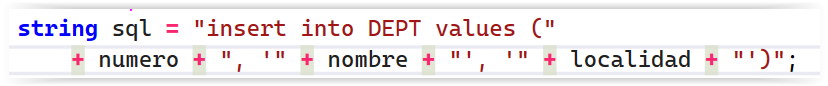 string sql = "insert into DEPT values ("
+ numero + ", '" + nombre + "', '" + localidad + "')";